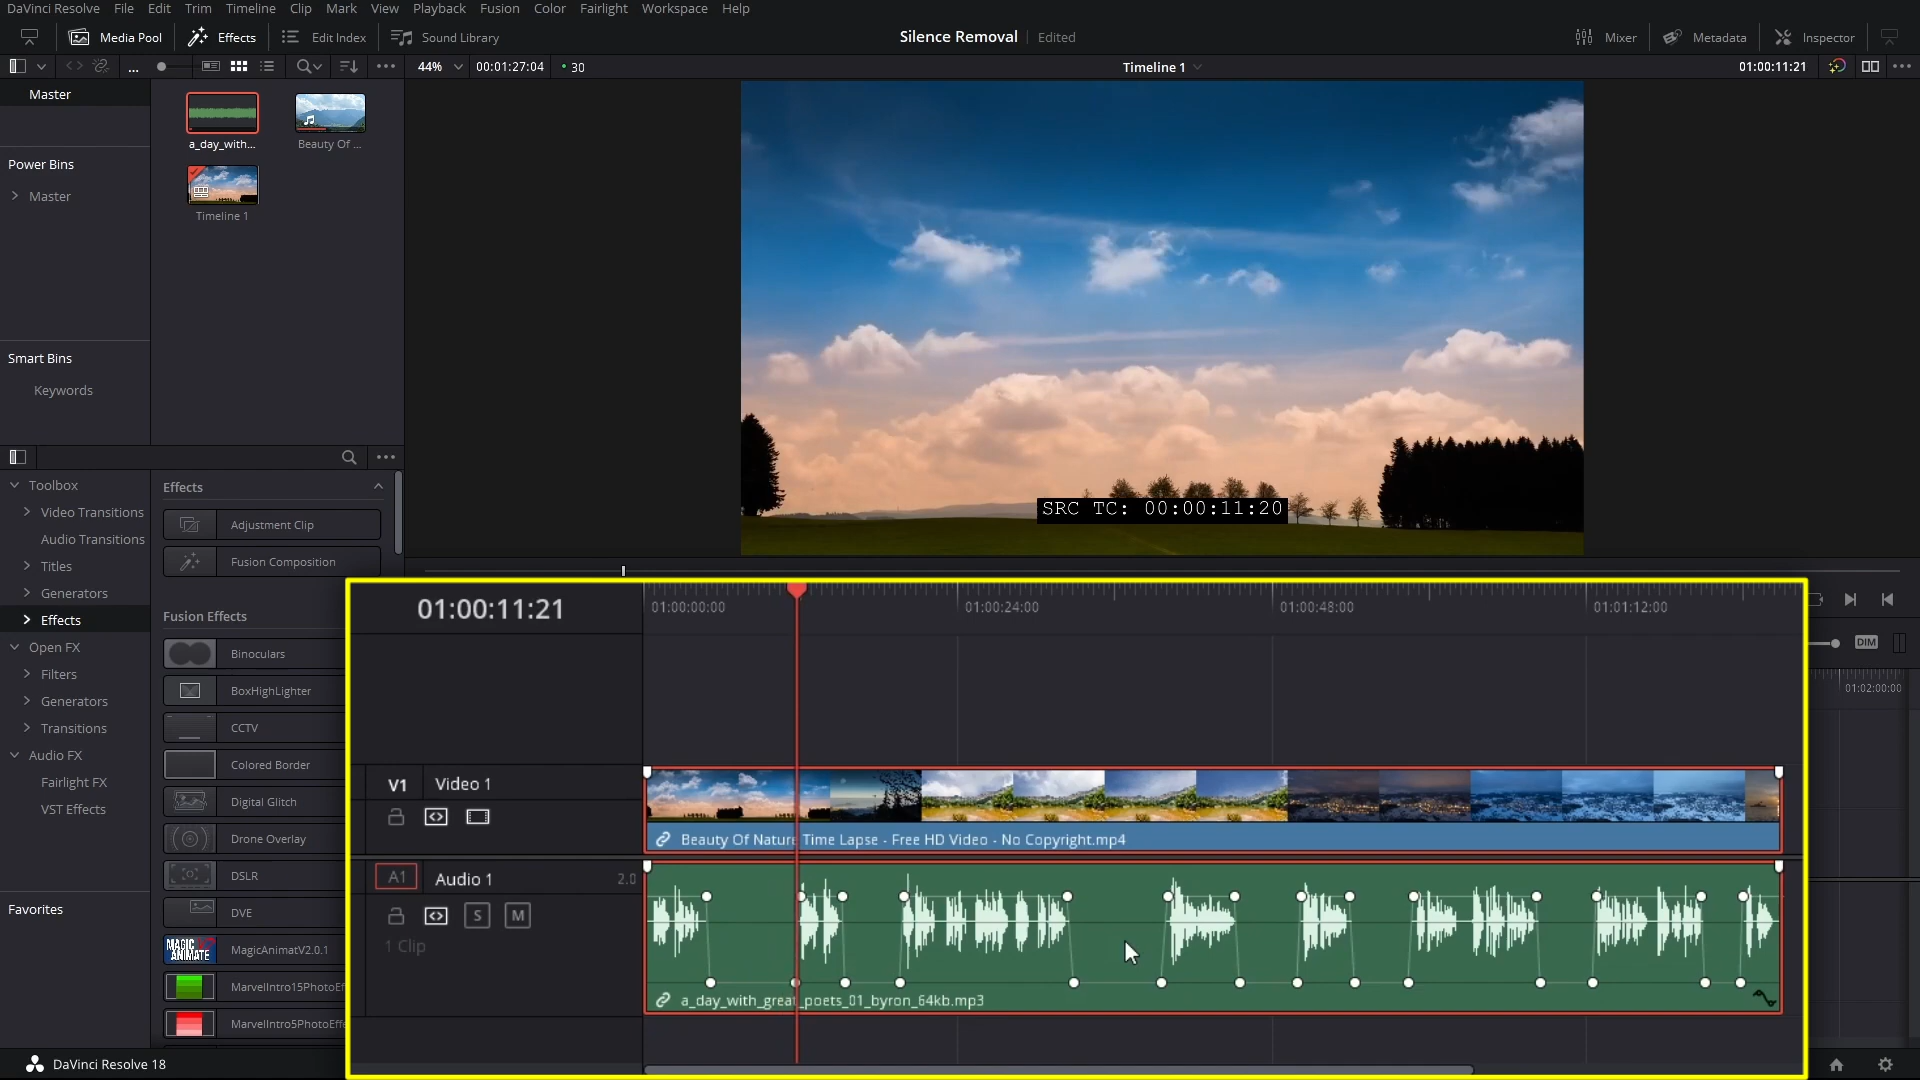 DaVinci Resolve File Edit Trim Timeline Clip Mark View Playback Fusion Color Fairlight Workspace Help
Media Pool Effects Edit Index Sound Library Silence Removal Edited Mixer Metadata Inspector
... 44% 00:01:27:04 30 Timeline 1 01:00:11:21
Master
a_day_with...
Beauty Of ...
Power Bins
Master
Timeline 1
Smart Bins
Keywords
SRC TC: 00:00:11:20
Toolbox
Video Transitions
Audio Transitions
Titles
Generators
Effects
Open FX
Filters
Generators
Transitions
Audio FX
Fairlight FX
VST Effects
Favorites
Effects
Adjustment Clip
Fusion Composition
Fusion Effects
Binoculars
BoxHighLighter
CCTV
Colored Border
Digital Glitch
Drone Overlay
DSLR
DVE
MAGIC
ANIMATE
MagicAnimatV2.0.1
MarvelIntro15PhotoEf
MarvelIntro5PhotoEffe
01:00:11:21
01:00:00:00 01:00:24:00 01:00:48:00 01:01:12:00
DIM
01:02:00:00
V1 Video 1
Beauty Of Nature Time Lapse - Free HD Video - No Copyright.mp4
A1 Audio 1 2.0
S M
1 Clip
a_day_with_great_poets_01_byron_64kb.mp3
DaVinci Resolve 18